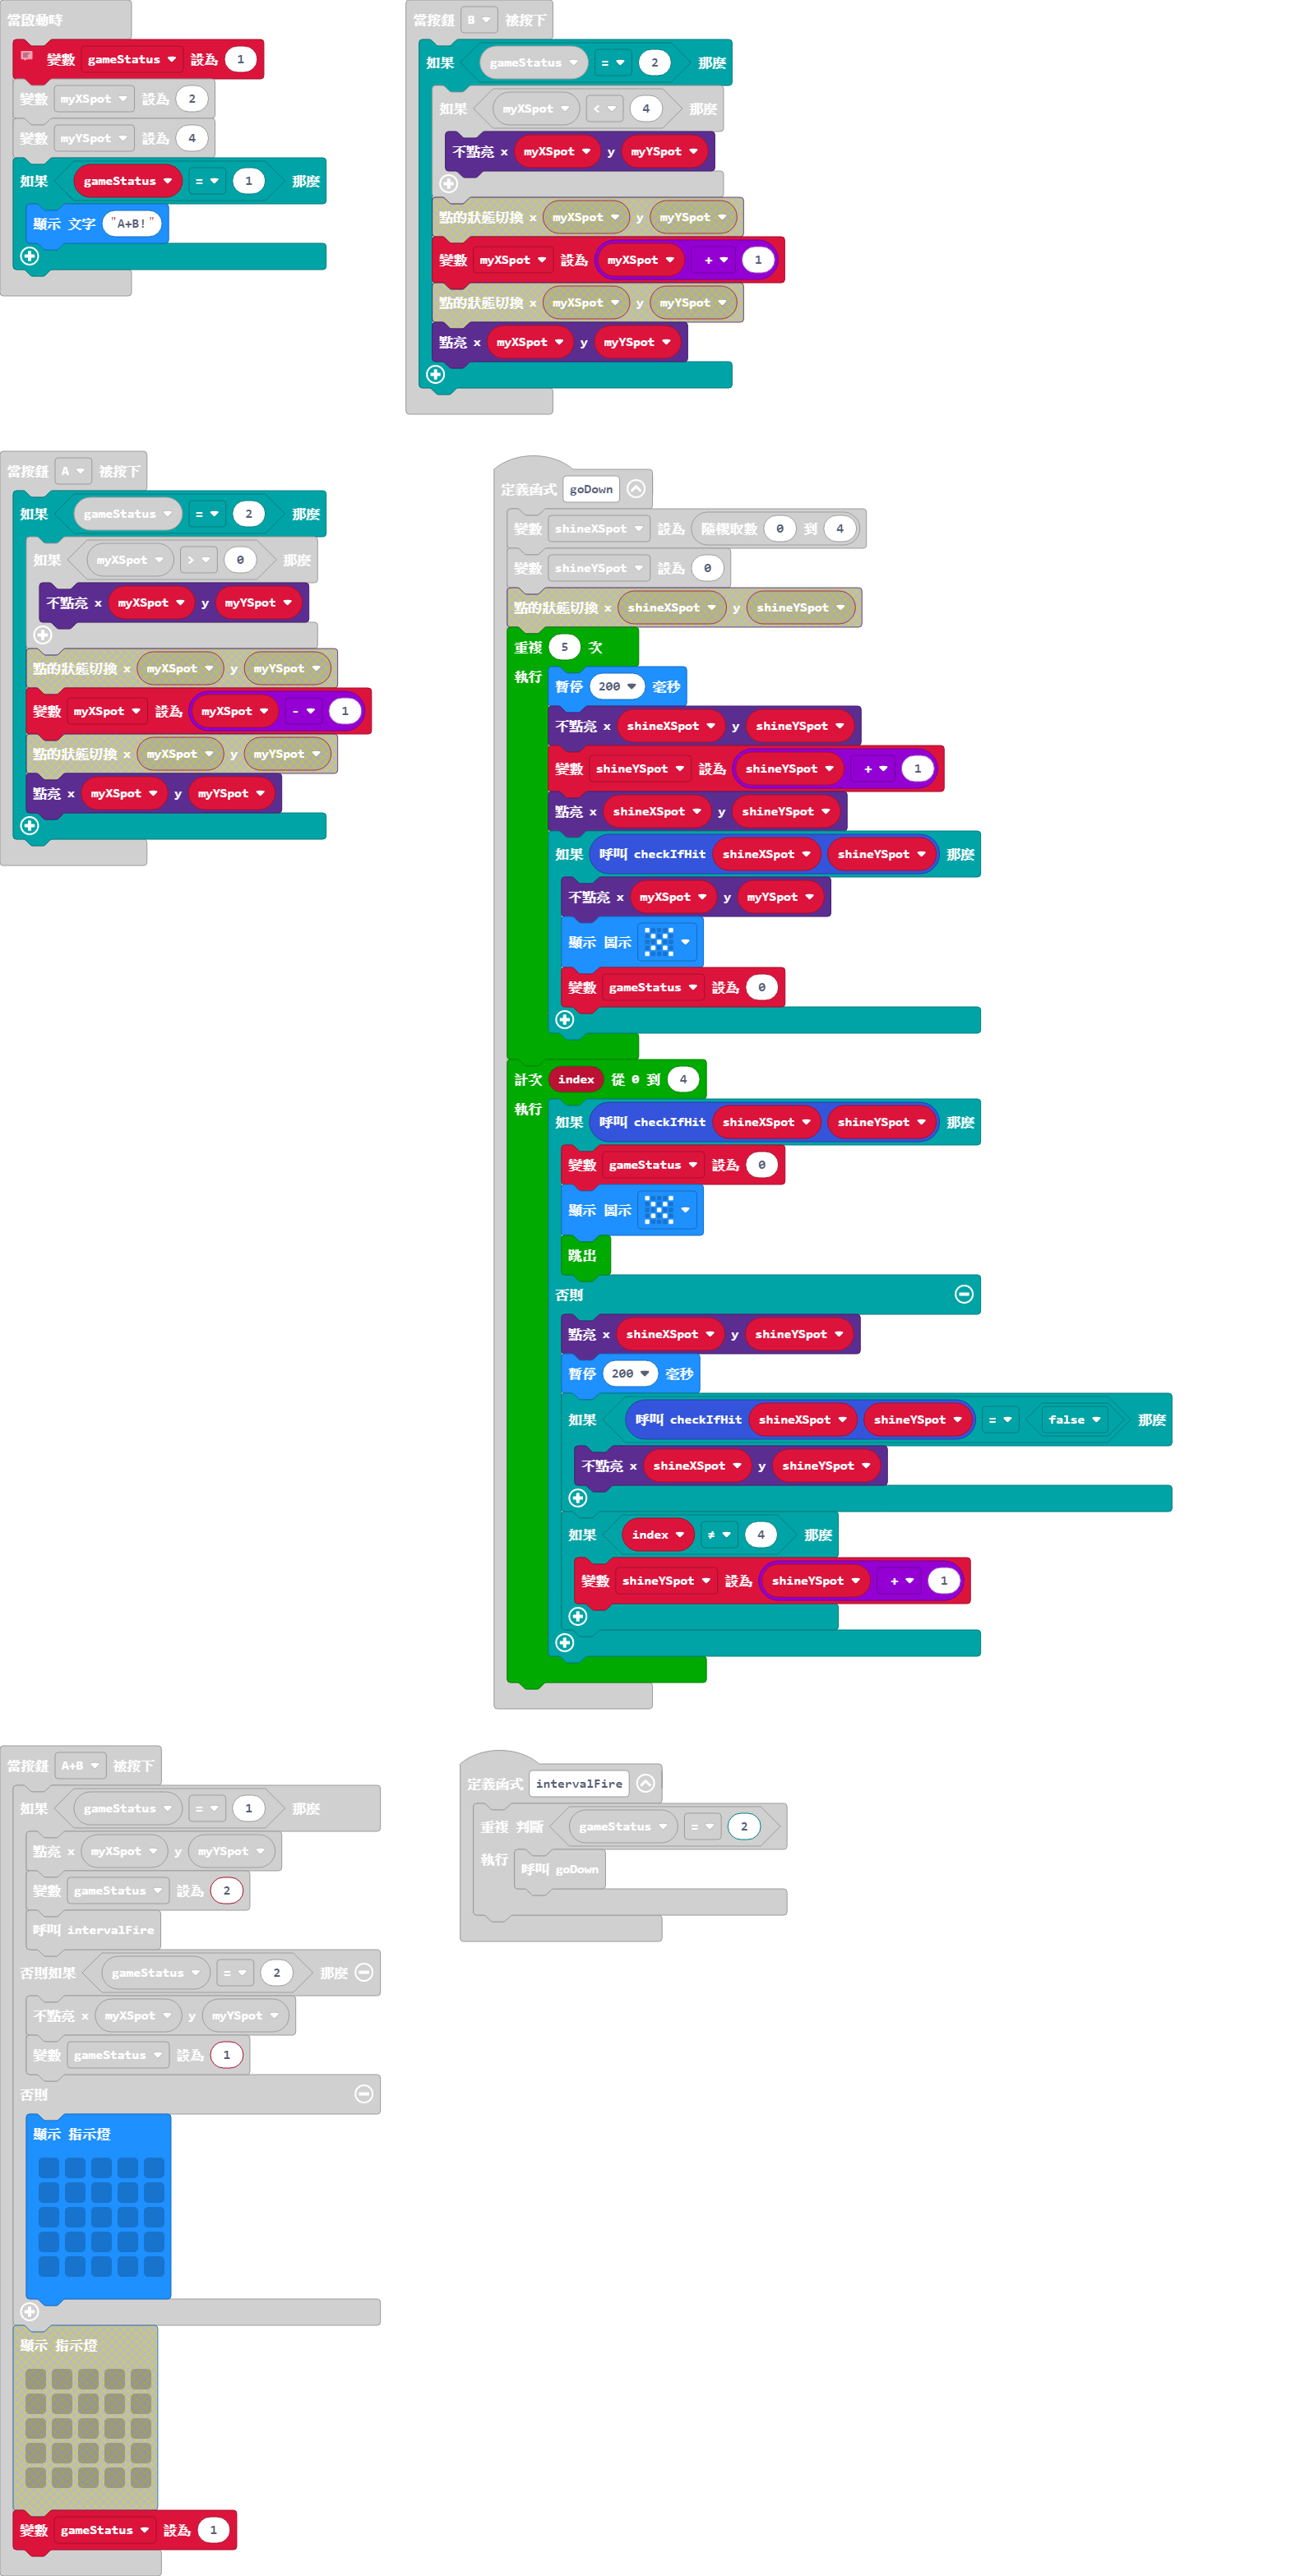 當啟動時
變數 gameStatus 設為 1
變數 myXSpot 設為 2
變數 myYSpot 設為 4
如果 gameStatus = 1 那麼
顯示 文字 "A+B!"
當按鈕 B 被按下
如果 gameStatus = 2 那麼
如果 myXSpot < 4 那麼
不點亮 x myXSpot y myYSpot
點的狀態切換 x myXSpot y myYSpot
變數 myXSpot 設為 myXSpot + 1
點的狀態切換 x myXSpot y myYSpot
點亮 x myXSpot y myYSpot
當按鈕 A 被按下
如果 gameStatus = 2 那麼
如果 myXSpot > 0 那麼
不點亮 x myXSpot y myYSpot
點的狀態切換 x myXSpot y myYSpot
變數 myXSpot 設為 myXSpot - 1
點的狀態切換 x myXSpot y myYSpot
點亮 x myXSpot y myYSpot
定義函式 goDown
變數 shineXSpot 設為 隨機取數 0 到 4
變數 shineYSpot 設為 0
點的狀態切換 x shineXSpot y shineYSpot
重複 5 次
執行
暫停 200 毫秒
不點亮 x shineXSpot y shineYSpot
變數 shineYSpot 設為 shineYSpot + 1
點亮 x shineXSpot y shineYSpot
如果 呼叫 checkIfHit shineXSpot shineYSpot 那麼
不點亮 x myXSpot y myYSpot
顯示 圖示
變數 gameStatus 設為 0
計次 index 從 0 到 4
執行
如果 呼叫 checkIfHit shineXSpot shineYSpot 那麼
變數 gameStatus 設為 0
顯示 圖示
跳出
否則
點亮 x shineXSpot y shineYSpot
暫停 200 毫秒
如果 呼叫 checkIfHit shineXSpot shineYSpot = false 那麼
不點亮 x shineXSpot y shineYSpot
如果 index ≠ 4 那麼
變數 shineYSpot 設為 shineYSpot + 1
當按鈕 A+B 被按下
如果 gameStatus = 1 那麼
點亮 x myXSpot y myYSpot
變數 gameStatus 設為 2
呼叫 intervalFire
否則如果 gameStatus = 2 那麼
不點亮 x myXSpot y myYSpot
變數 gameStatus 設為 1
否則
顯示 指示燈
顯示 指示燈
變數 gameStatus 設為 1
定義函式 intervalFire
重複 判斷 gameStatus = 2
執行
呼叫 goDown